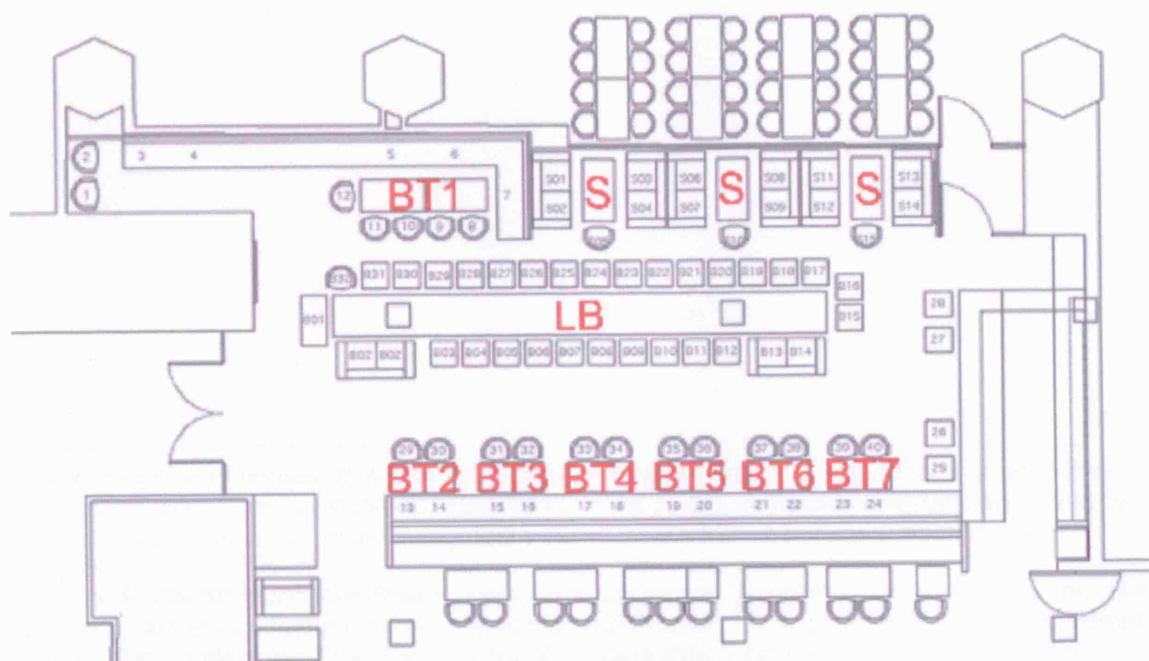 2 3 4 5 6
S01 S03 S06 S08 S11 S13
1 12 BT1 7 S S S
S02 S04 S07 S09 S12 S14
11 10 9 8 S05 S10 S15
B32 B31 B30 B29 B28 B27 B26 B25 B24 B23 B22 B21 B20 B19 B18 B17
B16
B01 LB B15 28
27
B02 B02 B03 B04 B05 B06 B07 B08 B09 B10 B11 B12 B13 B14
26
29 30 31 32 33 34 35 36 37 38 39 40
BT2 BT3 BT4 BT5 BT6 BT7 25
13 14 15 16 17 18 19 20 21 22 23 24